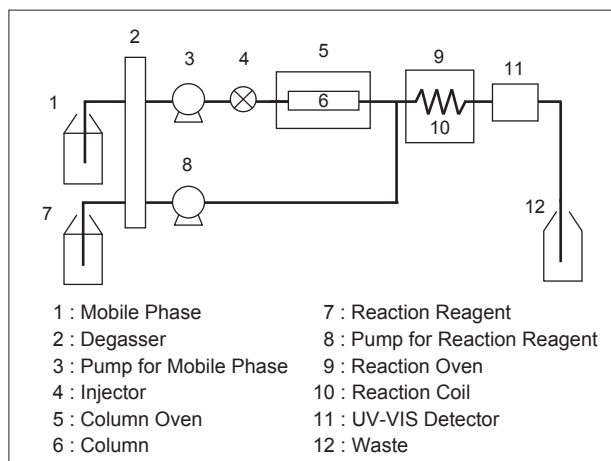 2
3
4
5
9
11
1
6
10
8
7
12
1 : Mobile Phase
2 : Degasser
3 : Pump for Mobile Phase
4 : Injector
5 : Column Oven
6 : Column
7 : Reaction Reagent
8 : Pump for Reaction Reagent
9 : Reaction Oven
10 : Reaction Coil
11 : UV-VIS Detector
12 : Waste